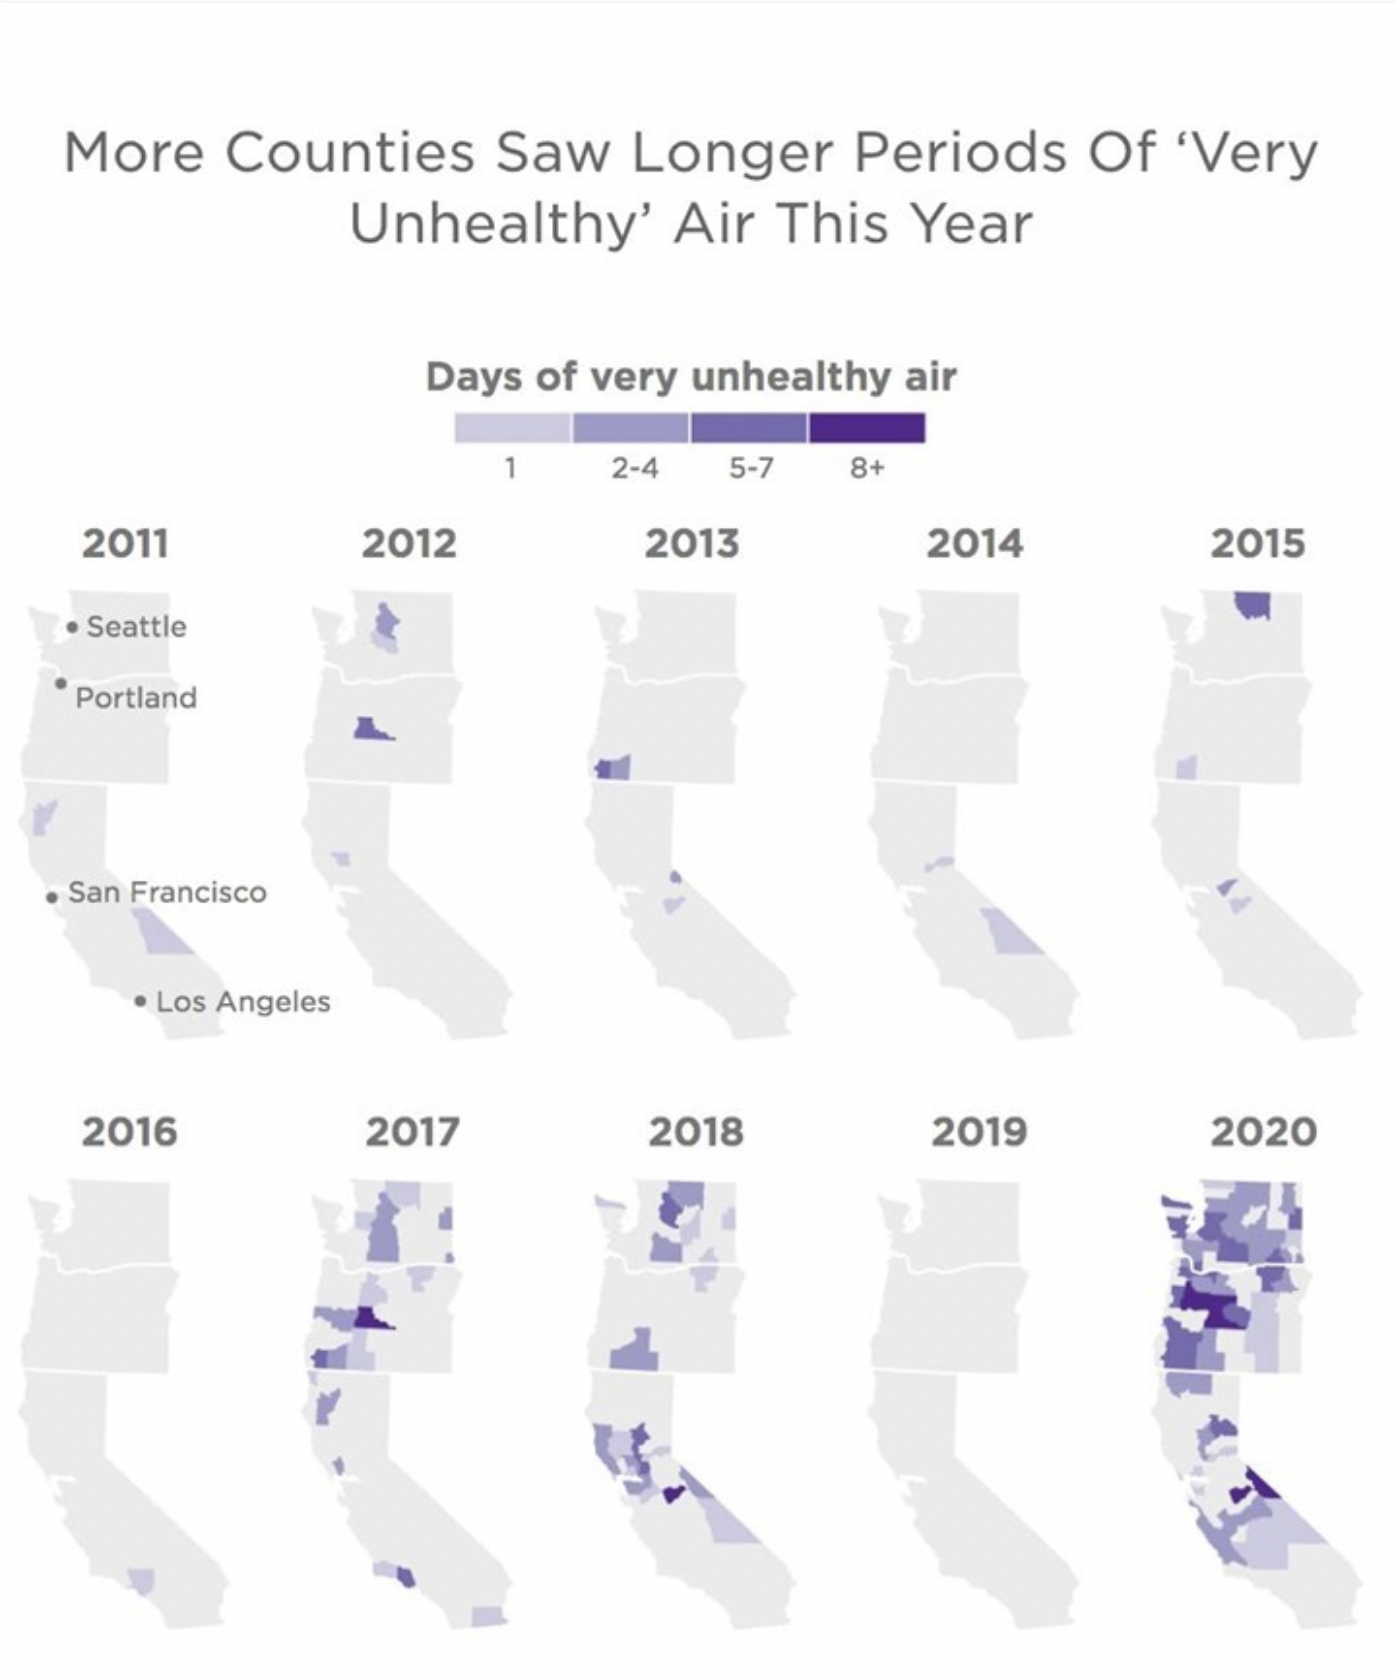 More Counties Saw Longer Periods Of ‘Very
Unhealthy’ Air This Year
Days of very unhealthy air
1 2-4 5-7 8+
2011 2012 2013 2014 2015
Seattle
Portland
San Francisco
Los Angeles
2016 2017 2018 2019 2020